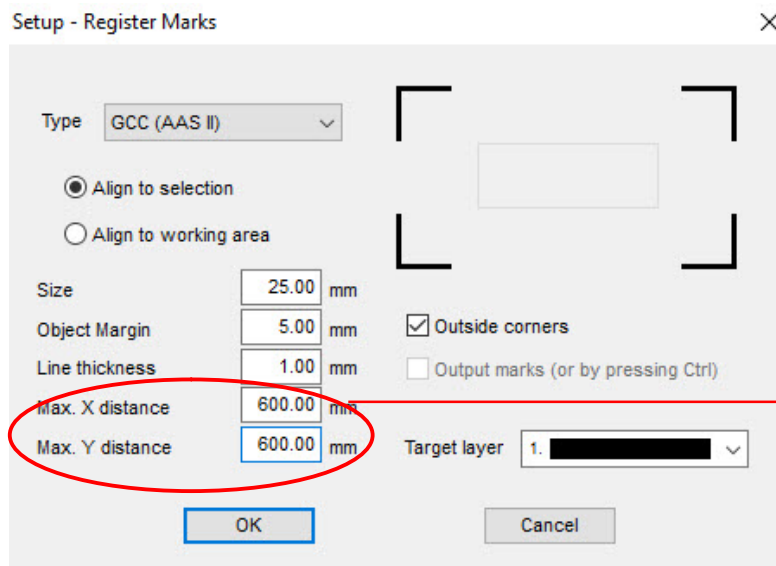 Setup - Register Marks
Type GCC (AAS II)
Align to selection
Align to working area
Size 25.00 mm
Object Margin 5.00 mm
Outside corners
Line thickness 1.00 mm
Output marks (or by pressing Ctrl)
Max. X distance 600.00 mm
Max. Y distance 600.00 mm
Target layer 1.
OK Cancel